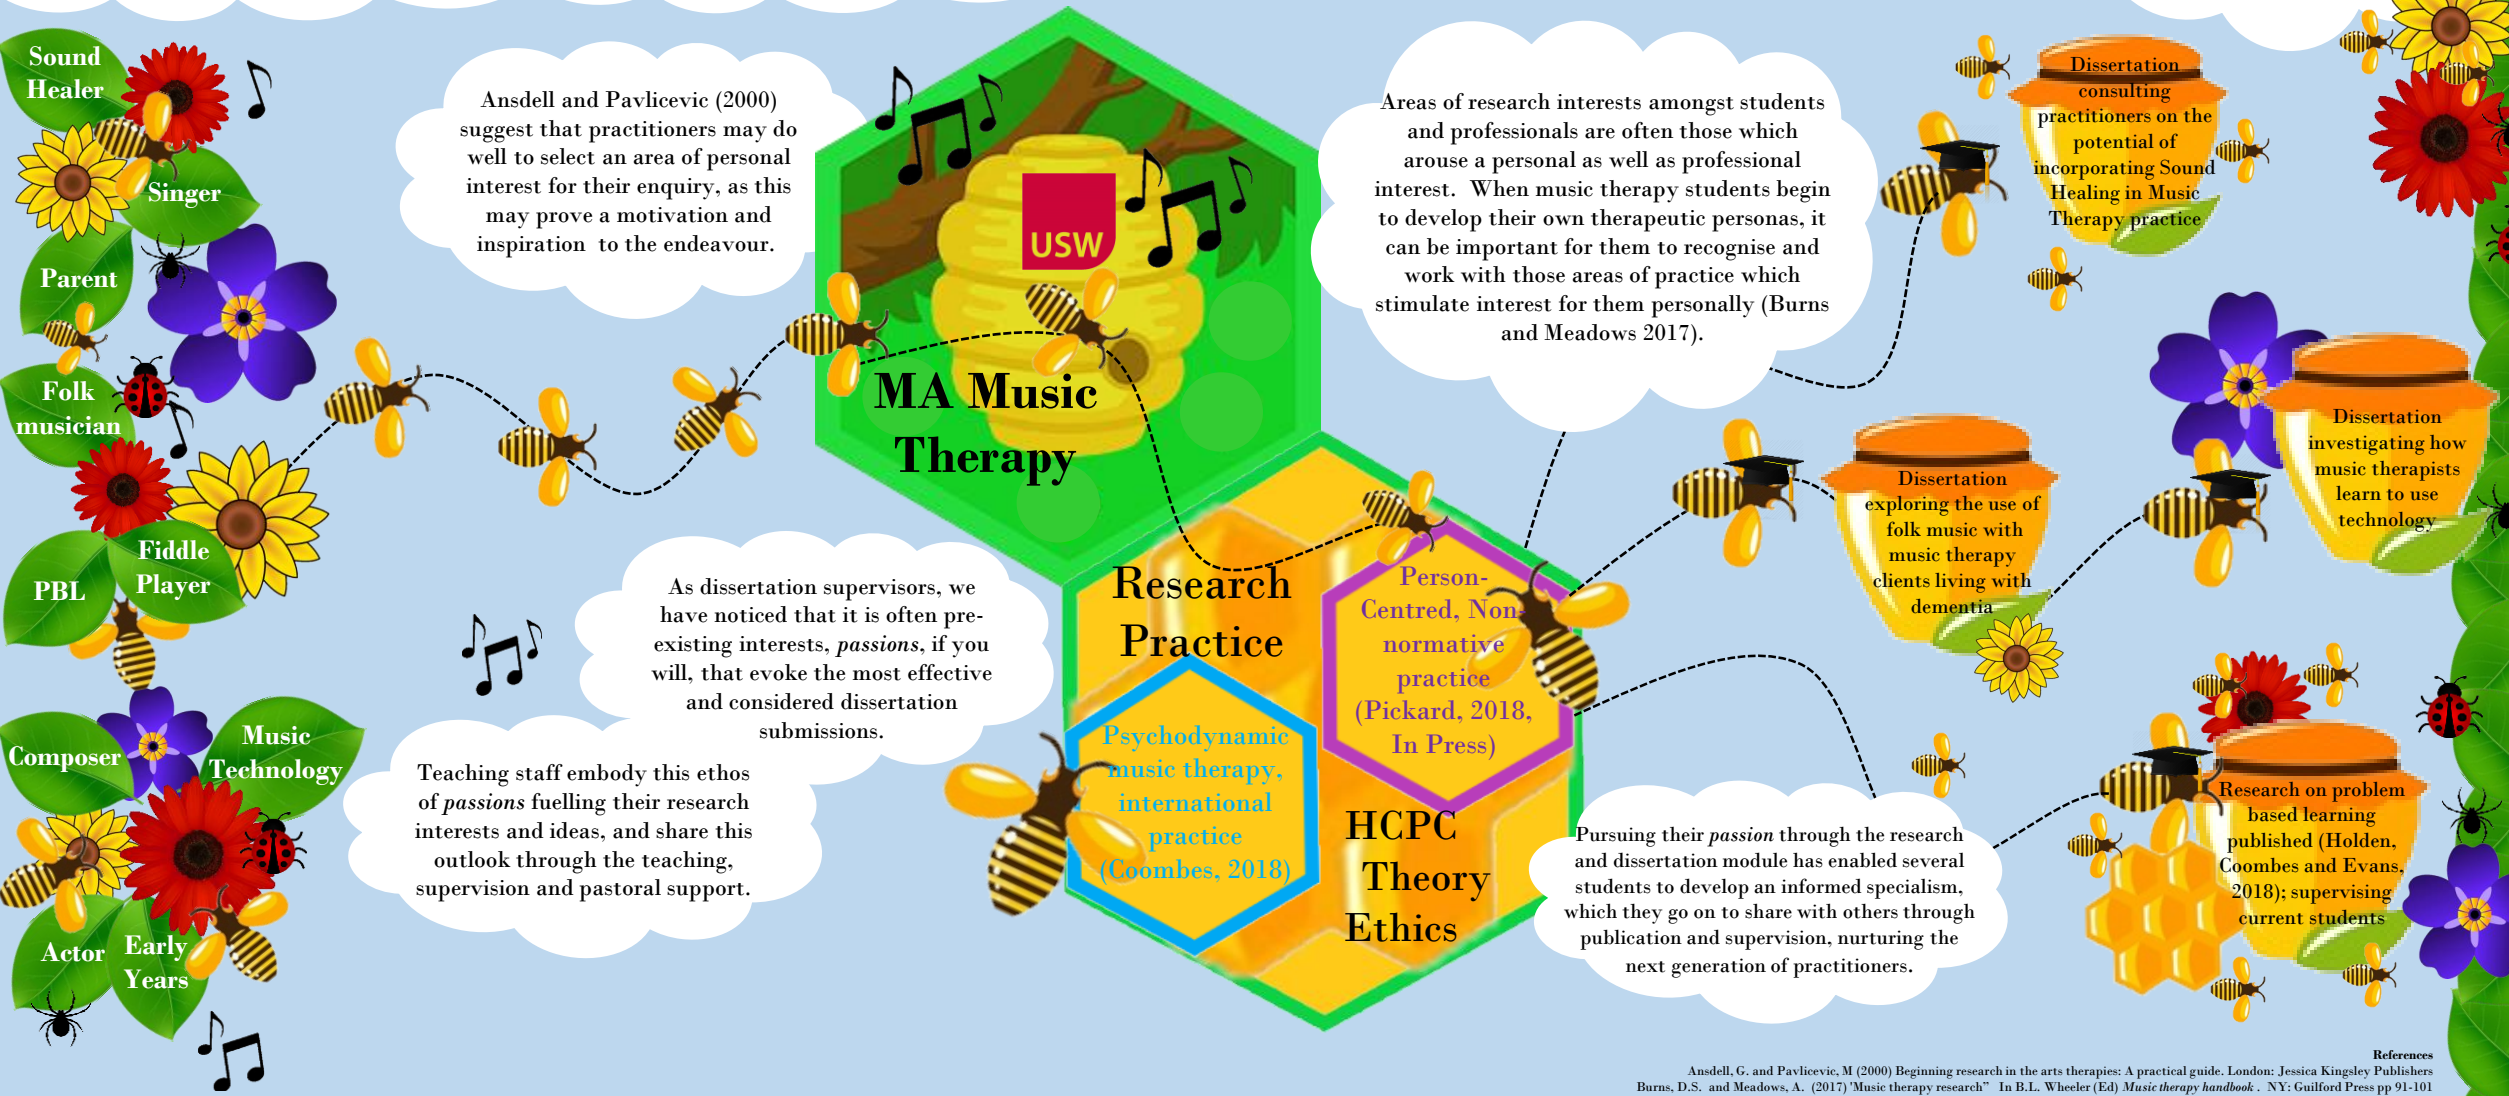 Sound
Healer
Singer
Parent
Folk
musician
PBL
Fiddle
Player
Composer
Music
Technology
Actor
Early
Years
Ansdell and Pavlicevic (2000)
suggest that practitioners may do
well to select an area of personal
interest for their enquiry, as this
may prove a motivation and
inspiration to the endeavour.
As dissertation supervisors, we
have noticed that it is often pre-
existing interests, passions, if you
will, that evoke the most effective
and considered dissertation
submissions.
Teaching staff embody this ethos
of passions fuelling their research
interests and ideas, and share this
outlook through the teaching,
supervision and pastoral support.
USW
MA Music
Therapy
Research
Practice
Person-
Centred, Non-
normative
practice
(Pickard, 2018,
In Press)
Psychodynamic
music therapy,
international
practice
(Coombes, 2018)
HCPC
Theory
Ethics
Areas of research interests amongst students
and professionals are often those which
arouse a personal as well as professional
interest. When music therapy students begin
to develop their own therapeutic personas, it
can be important for them to recognise and
work with those areas of practice which
stimulate interest for them personally (Burns
and Meadows 2017).
Pursuing their passion through the research
and dissertation module has enabled several
students to develop an informed specialism,
which they go on to share with others through
publication and supervision, nurturing the
next generation of practitioners.
Dissertation
consulting
practitioners on the
potential of
incorporating Sound
Healing in Music
Therapy practice
Dissertation
exploring the use of
folk music with
music therapy
clients living with
dementia
Dissertation
investigating how
music therapists
learn to use
technology
Research on problem
based learning
published (Holden,
Coombes and Evans,
2018); supervising
current students
References
Ansdell, G. and Pavlicevic, M (2000) Beginning research in the arts therapies: A practical guide. London: Jessica Kingsley Publishers
Burns, D.S. and Meadows, A. (2017) 'Music therapy research” In B.L. Wheeler (Ed) Music therapy handbook . NY: Guilford Press pp 91-101